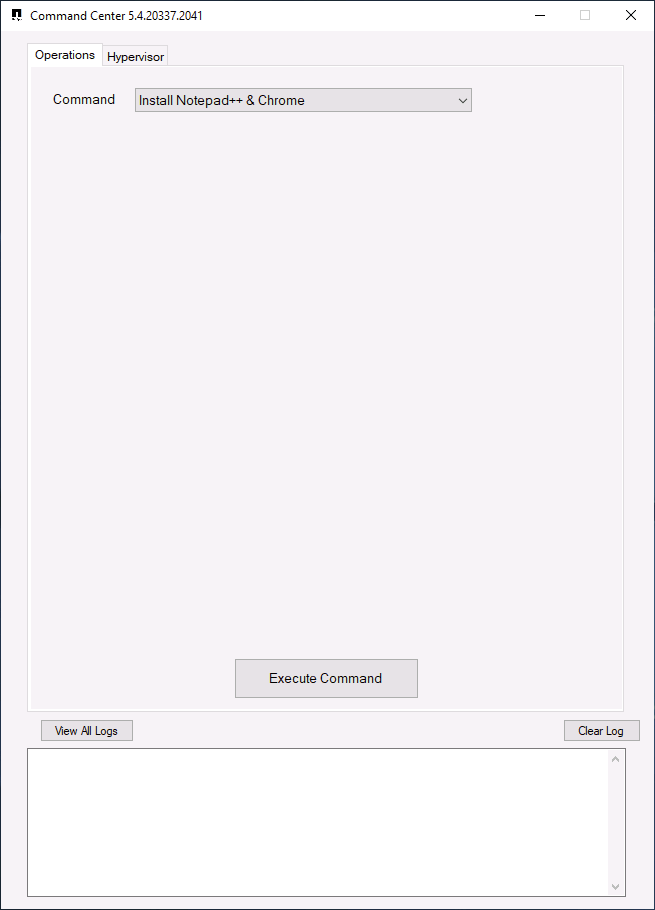 Command Center 5.4.20337.2041
Operations
Hypervisor
Command
Install Notepad++ & Chrome
Execute Command
View All Logs
Clear Log